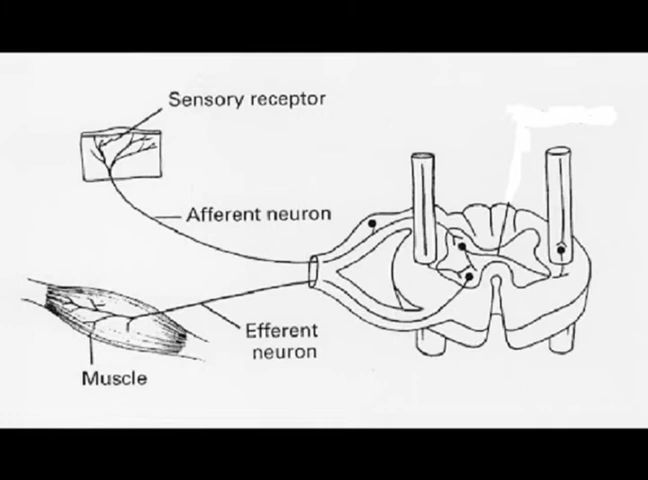 Sensory receptor
Afferent neuron
Efferent
neuron
Muscle